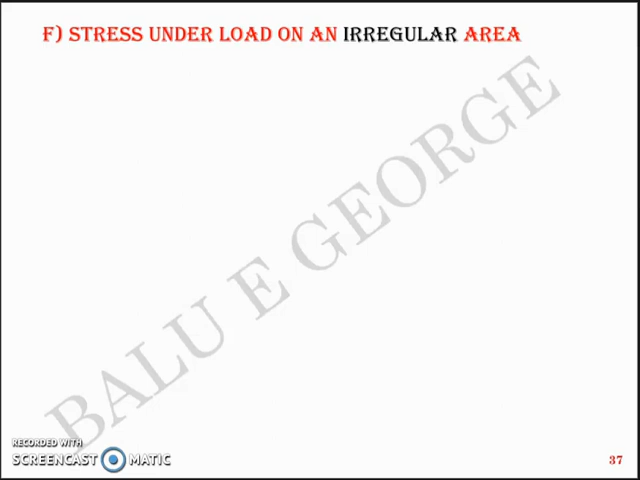 F) STRESS UNDER LOAD ON AN IRREGULAR AREA
BALU E GEORGE
RECORDED WITH
SCREENCAST MATIC
37